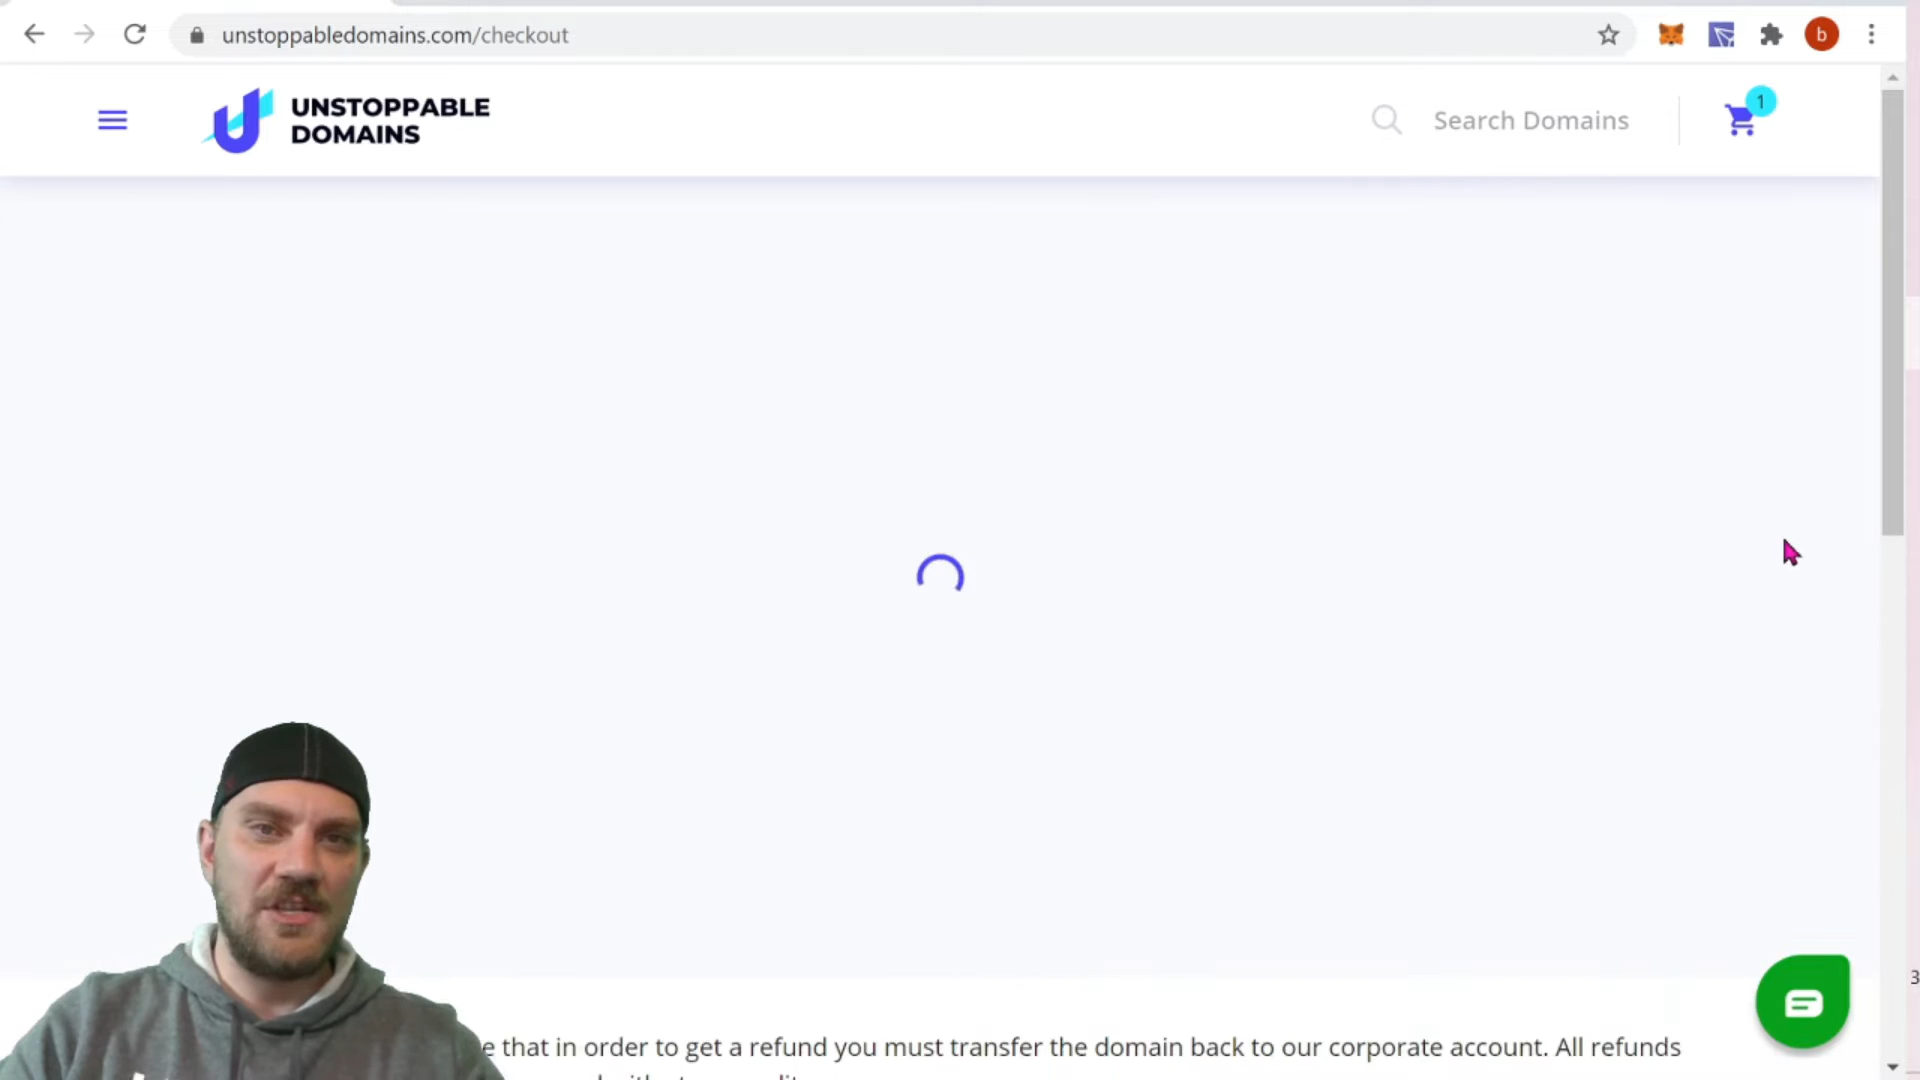 unstoppabledomains.com/checkout
b
UNSTOPPABLE
DOMAINS
Search Domains
1
3
e that in order to get a refund you must transfer the domain back to our corporate account. All refunds